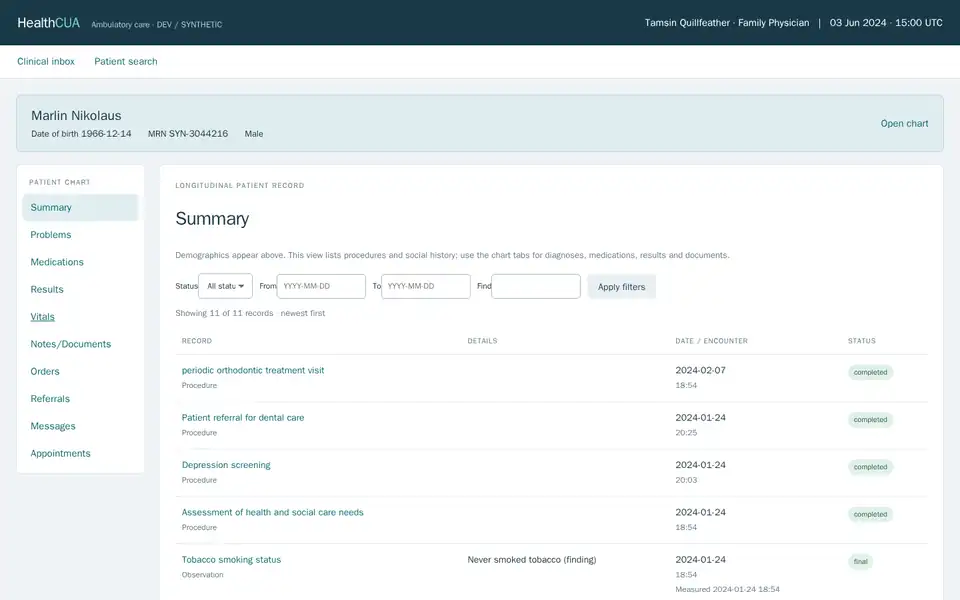 HealthCUA Ambulatory care · DEV / SYNTHETIC
Tamsin Quillfeather · Family Physician | 03 Jun 2024 · 15:00 UTC
Clinical inbox Patient search
Marlin Nikolaus
Date of birth 1966-12-14 MRN SYN-3044216 Male
Open chart
PATIENT CHART
Summary
Problems
Medications
Results
Vitals
Notes/Documents
Orders
Referrals
Messages
Appointments
LONGITUDINAL PATIENT RECORD
Summary
Demographics appear above. This view lists procedures and social history; use the chart tabs for diagnoses, medications, results and documents.
Status All statu From YYYY-MM-DD To YYYY-MM-DD Find Apply filters
Showing 11 of 11 records · newest first
RECORD DETAILS DATE / ENCOUNTER STATUS
periodic orthodontic treatment visit 2024-02-07 completed
Procedure 18:54
Patient referral for dental care 2024-01-24 completed
Procedure 20:25
Depression screening 2024-01-24 completed
Procedure 20:03
Assessment of health and social care needs 2024-01-24 completed
Procedure 18:54
Tobacco smoking status Never smoked tobacco (finding) 2024-01-24 final
Observation 18:54
Measured 2024-01-24 18:54